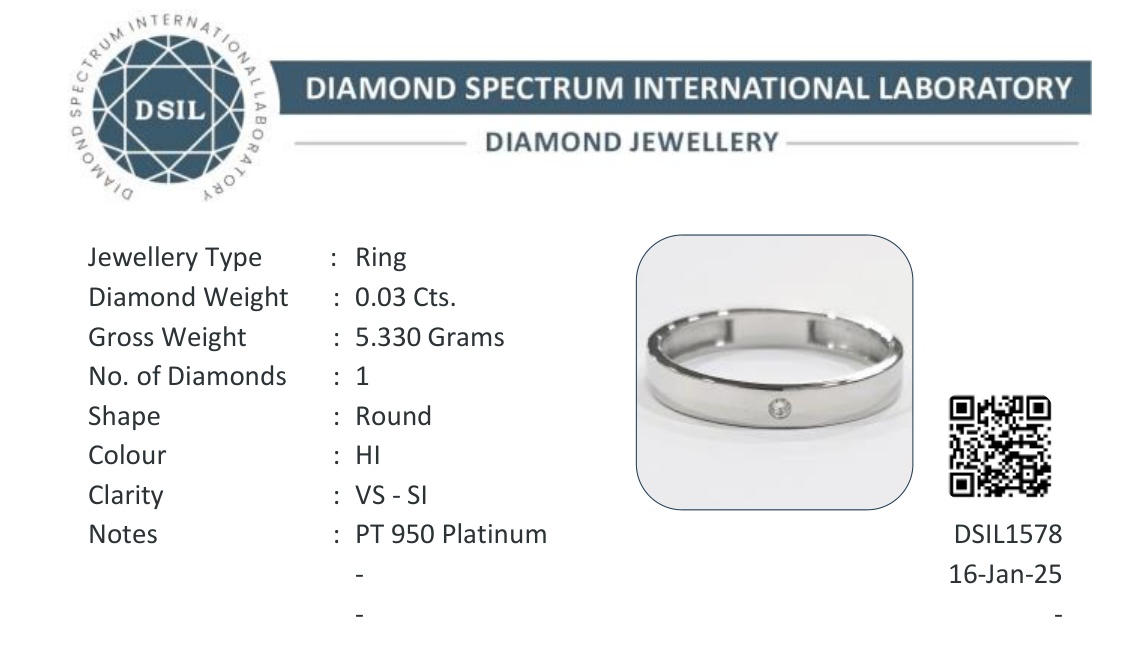 DIAMOND SPECTRUM INTERNATIONAL LABORATORY
DSIL
DIAMOND SPECTRUM INTERNATIONAL LABORATORY
DIAMOND JEWELLERY
Jewellery Type : Ring
Diamond Weight : 0.03 Cts.
Gross Weight : 5.330 Grams
No. of Diamonds : 1
Shape : Round
Colour : HI
Clarity : VS - SI
Notes : PT 950 Platinum
DSIL1578
- 16-Jan-25
- -